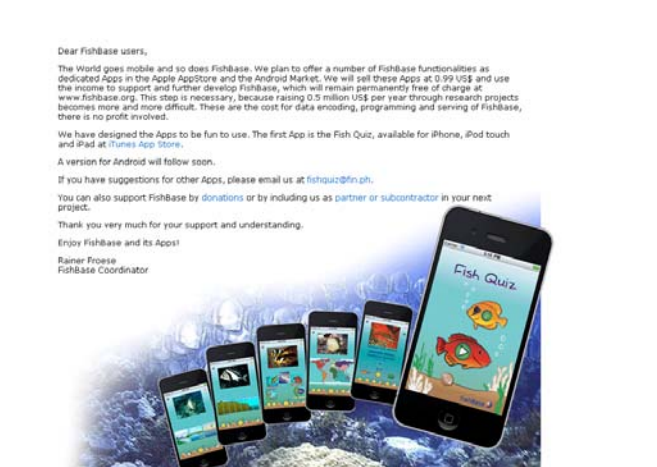 Dear FishBase users,
The World goes mobile and so does FishBase. We plan to offer a number of FishBase functionalities as
dedicated Apps in the Apple AppStore and the Android Market. We will sell these Apps at 0.99 US$ and use
the income to support and further develop FishBase, which will remain permanently free of charge at
www.fishbase.org. This step is necessary, because raising 0.5 million US$ per year through research projects
becomes more and more difficult. These are the cost for data encoding, programming and serving of FishBase,
there is no profit involved.
We have designed the Apps to be fun to use. The first App is the Fish Quiz, available for iPhone, iPod touch
and iPad at iTunes App Store.
A version for Android will follow soon.
If you have suggestions for other Apps, please email us at fishquiz@fin.ph.
You can also support FishBase by donations or by including us as partner or subcontractor in your next
project.
Thank you very much for your support and understanding.
Enjoy FishBase and its Apps!
Rainer Froese
FishBase Coordinator
Fish Quiz
FishBase